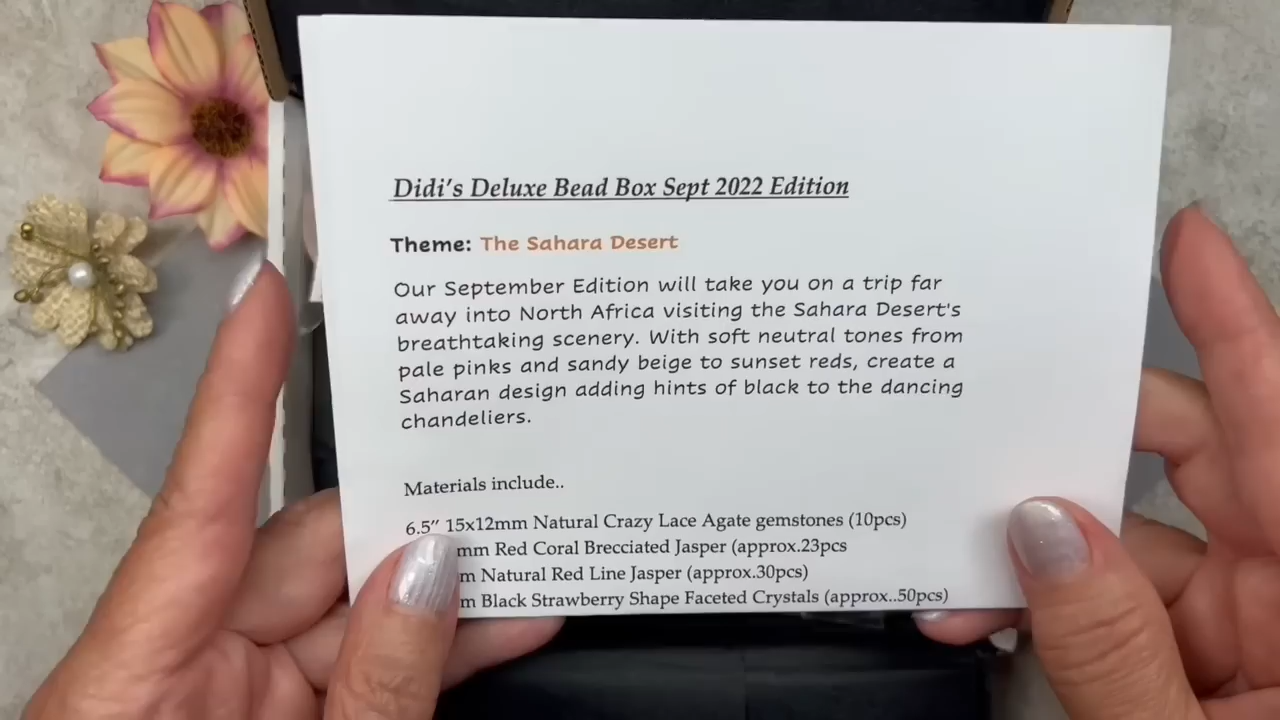 Didi's Deluxe Bead Box Sept 2022 Edition
Theme: The Sahara Desert
Our September Edition will take you on a trip far
away into North Africa visiting the Sahara Desert's
breathtaking scenery. With soft neutral tones from
pale pinks and sandy beige to sunset reds, create a
Saharan design adding hints of black to the dancing
chandeliers.
Materials include..
6.5” 15x12mm Natural Crazy Lace Agate gemstones (10pcs)
mm Red Coral Brecciated Jasper (approx.23pcs
m Natural Red Line Jasper (approx.30pcs)
m Black Strawberry Shape Faceted Crystals (approx..50pcs)